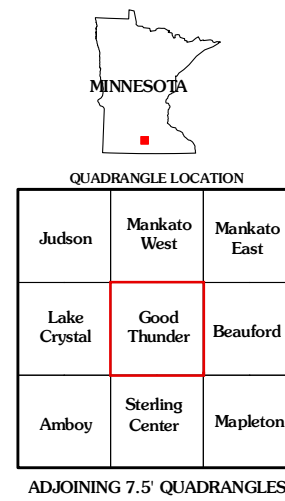 MINNESOTA
QUADRANGLE LOCATION
Judson
Mankato
West
Mankato
East
Lake
Crystal
Good
Thunder
Beauford
Amboy
Sterling
Center
Mapleton
ADJOINING 7.5' QUADRANGLES